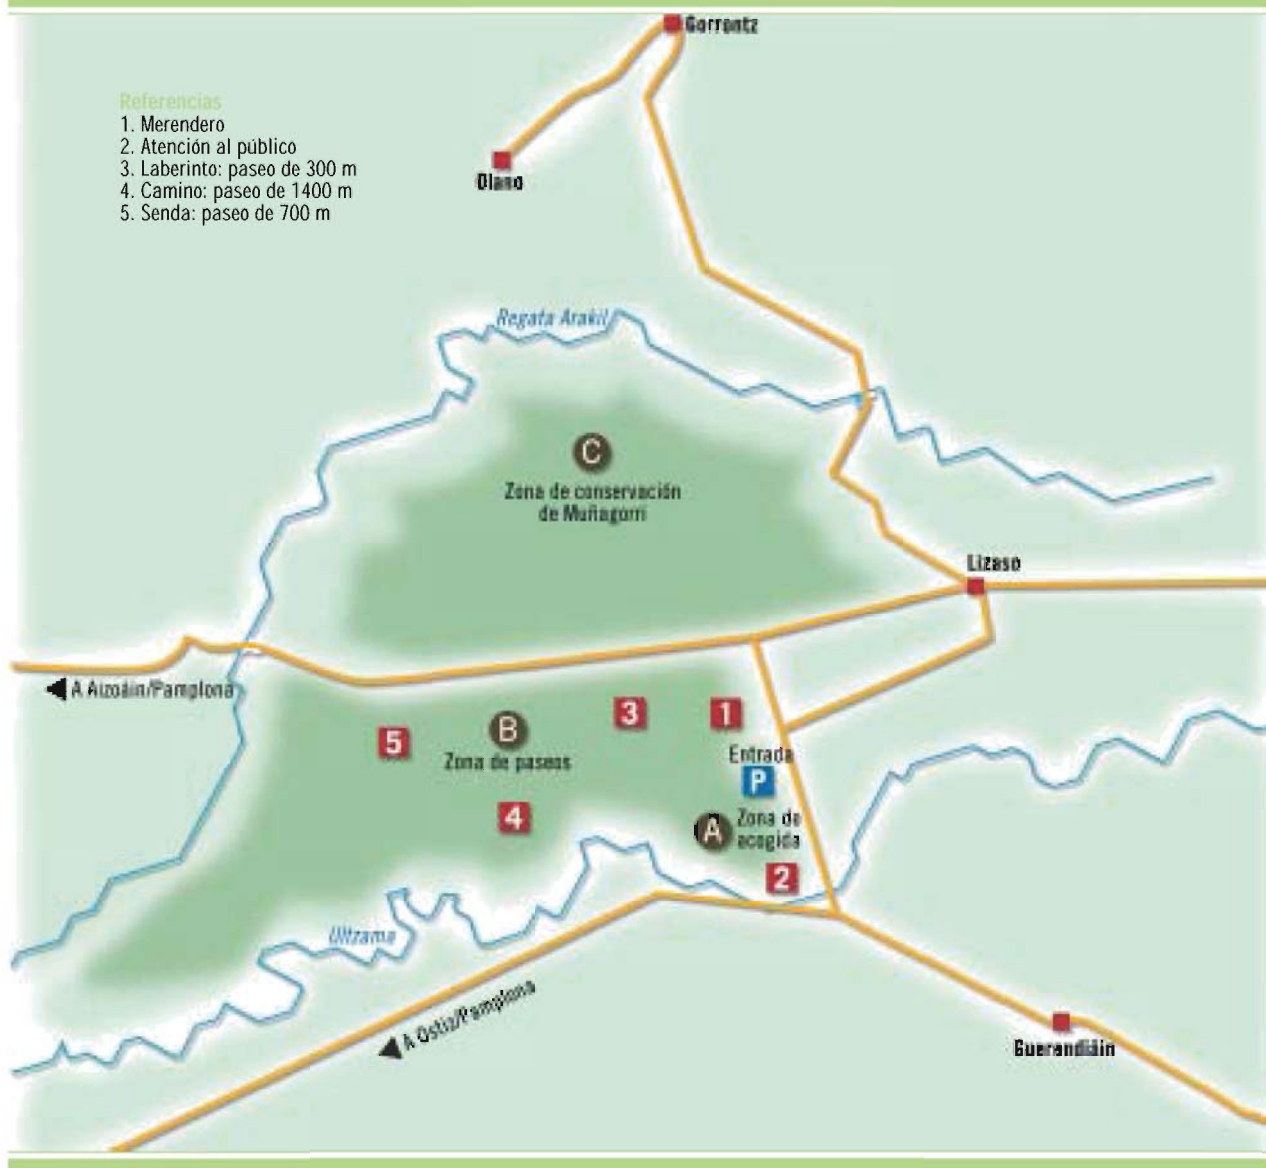 Gorrontz
Referencias
1. Merendero
2. Atención al público
3. Laberinto: paseo de 300 m
4. Camino: paseo de 1400 m
5. Senda: paseo de 700 m
Olano
Regata Arakil
C
Zona de conservación
de Muñagorri
Lizaso
A Aizoáin/Pamplona
5
B
Zona de paseos
3
1
Entrada
P
4
A
Zona de
acogida
2
Ultzama
A Ostiz/Pamplona
Guerendiáin